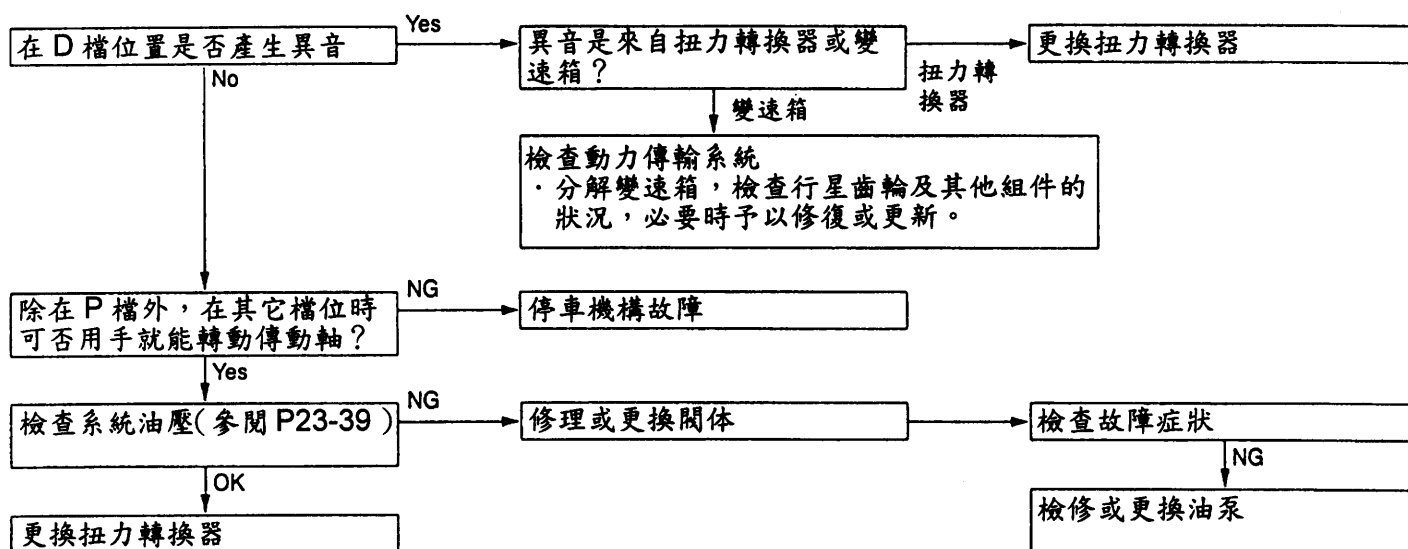 在 D 檔位置是否產生異音
Yes
異音是來自扭力轉換器或變
速箱？
扭力轉
換器
更換扭力轉換器
No
變速箱
檢查動力傳輸系統
·分解變速箱，檢查行星齒輪及其他組件的
狀況，必要時予以修復或更新。
除在 P 檔外，在其它檔位時
可否用手就能轉動傳動軸？
NG
停車機構故障
Yes
檢查系統油壓（參閱 P23-39）
NG
修理或更換閥体
檢查故障症狀
OK
NG
更換扭力轉換器
檢修或更換油泵